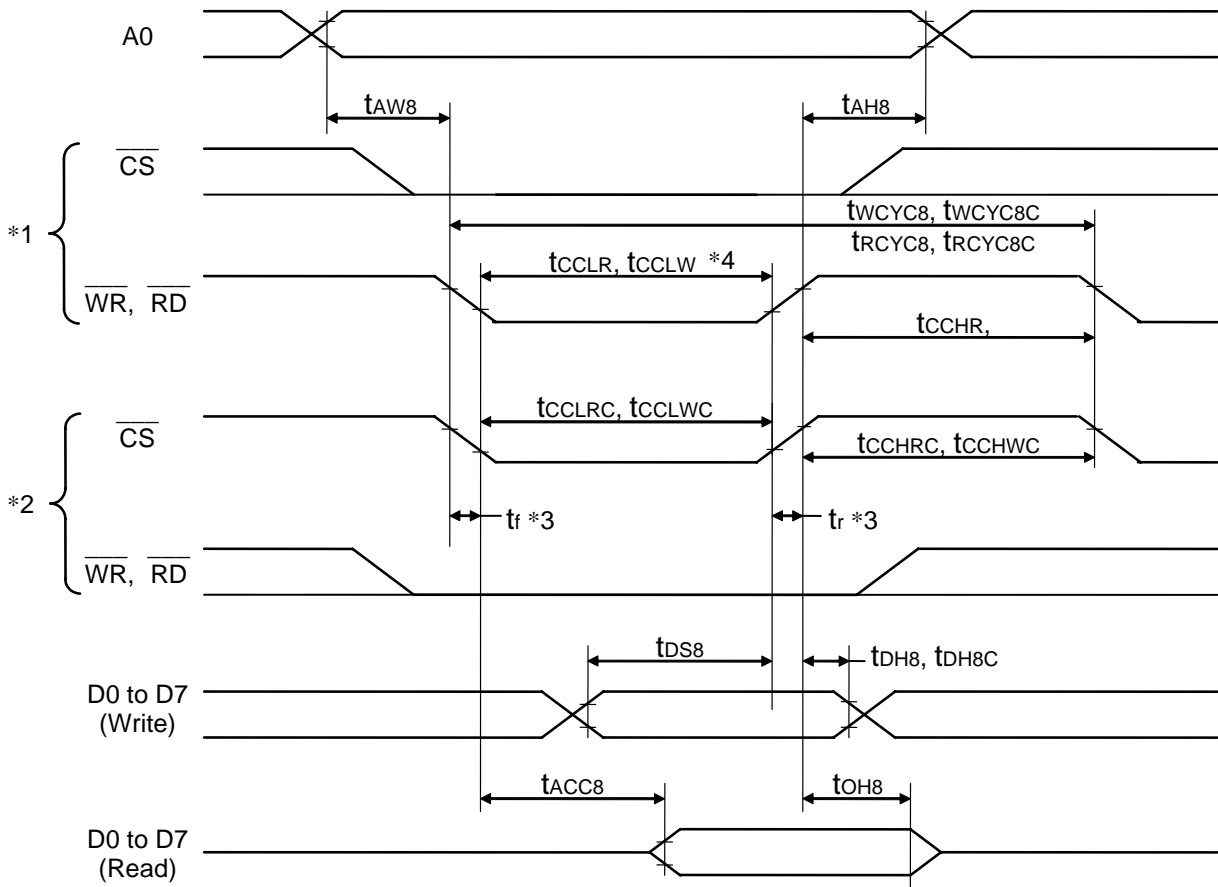 A0
tAW8
tAH8
CS
*1
tWCYC8, tWCYC8C
tRCYC8, tRCYC8C
tCCLR, tCCLW *4
WR, RD
tCCHR,
tCCLRC, tCCLWC
CS
tCCHRC, tCCHWC
*2
tf *3
tr *3
WR, RD
tDS8
tDH8, tDH8C
D0 to D7
(Write)
tACC8
tOH8
D0 to D7
(Read)